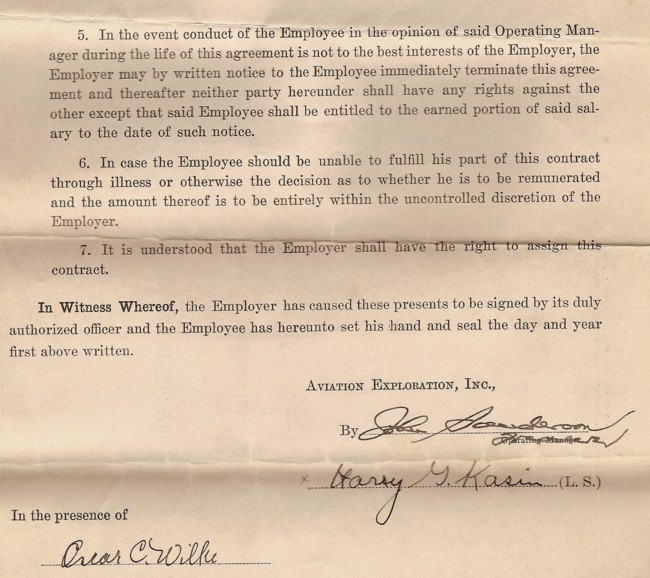 5. In the event conduct of the Employee in the opinion of said Operating Man-
ager during the life of this agreement is not to the best interests of the Employer, the
Employer may by written notice to the Employee immediately terminate this agree-
ment and thereafter neither party hereunder shall have any rights against the
other except that said Employee shall be entitled to the earned portion of said sal-
ary to the date of such notice.
6. In case the Employee should be unable to fulfill his part of this contract
through illness or otherwise the decision as to whether he is to be remunerated
and the amount thereof is to be entirely within the uncontrolled discretion of the
Employer.
7. It is understood that the Employer shall have the right to assign this
contract.
In Witness Whereof, the Employer has caused these presents to be signed by its duly
authorized officer and the Employee has hereunto set his hand and seal the day and year
first above written.
AVIATION EXPLORATION, INC.,
By John
Operating Manager
x Harry G. Kasin (L. S.)
In the presence of
Oscar C. Wilke